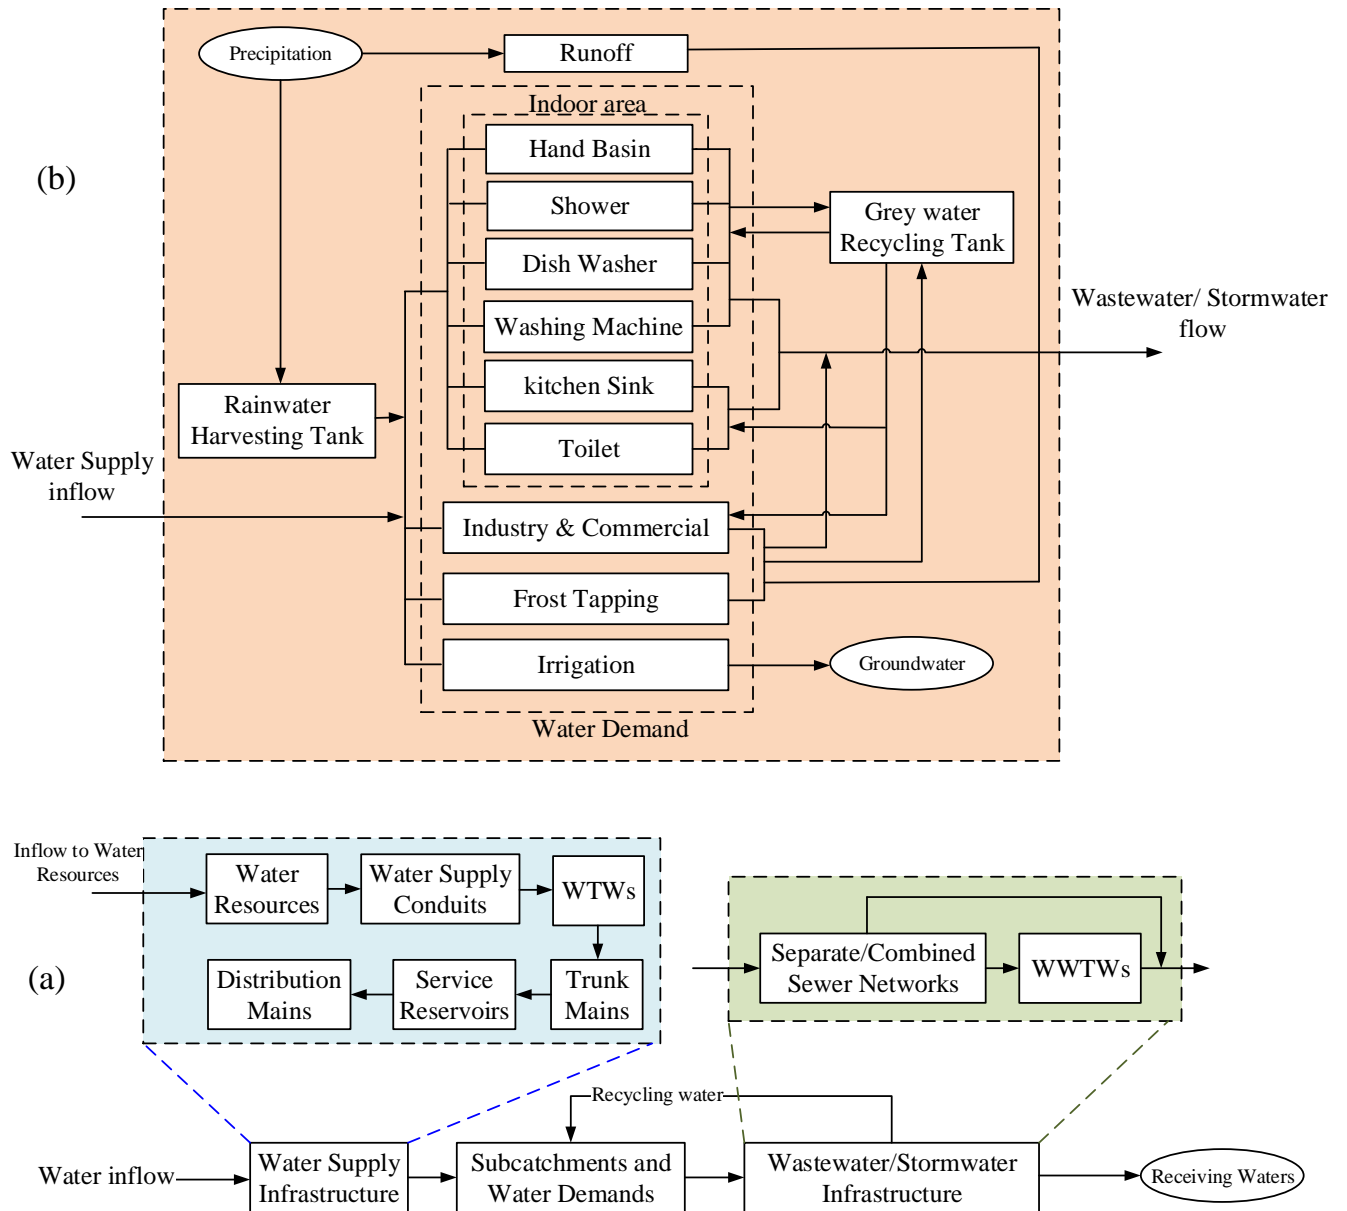 Precipitation
Runoff
Indoor area
Hand Basin
(b)
Shower
Grey water
Recycling Tank
Dish Washer
Wastewater/ Stormwater
flow
Washing Machine
kitchen Sink
Rainwater
Harvesting Tank
Toilet
Water Supply
inflow
Industry & Commercial
Frost Tapping
Irrigation
Groundwater
Water Demand
Inflow to Water
Resources
Water
Resources
Water Supply
Conduits
WTWs
(a)
Distribution
Mains
Service
Reservoirs
Trunk
Mains
Separate/Combined
Sewer Networks
WWTWs
Recycling water
Water inflow
Water Supply
Infrastructure
Subcatchments and
Water Demands
Wastewater/Stormwater
Infrastructure
Receiving Waters